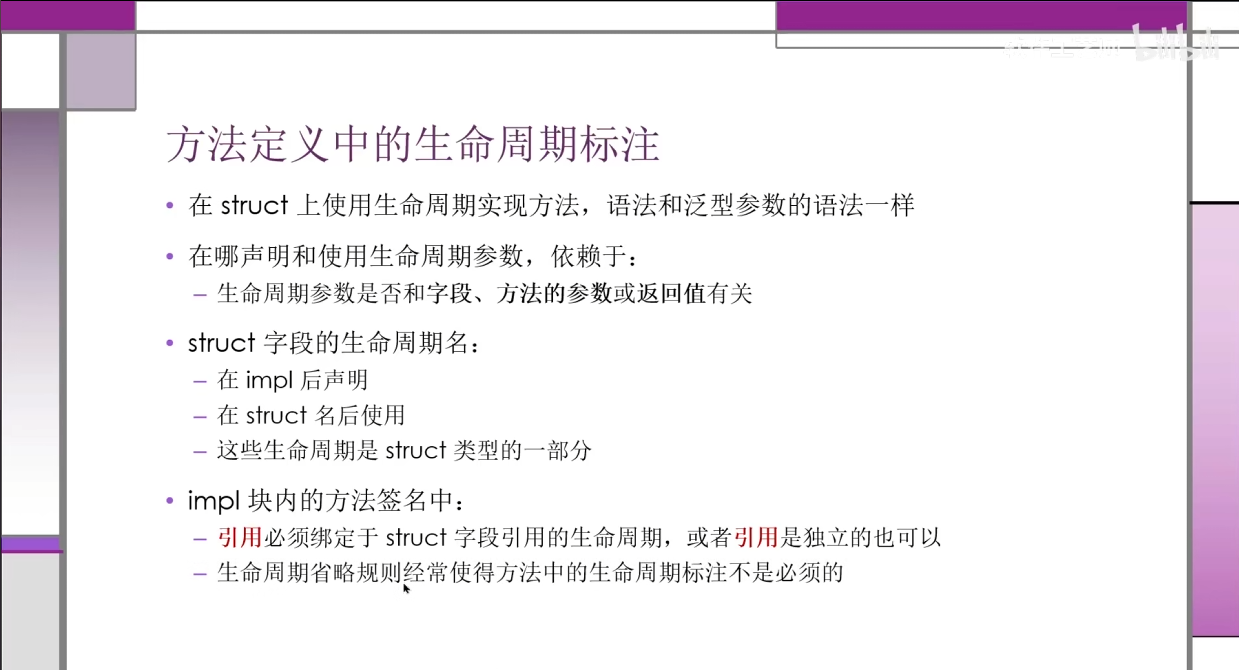 方法定义中的生命周期标注
• 在 struct 上使用生命周期实现方法，语法和泛型参数的语法一样
• 在哪声明和使用生命周期参数，依赖于：
– 生命周期参数是否和字段、方法的参数或返回值有关
• struct 字段的生命周期名：
– 在 impl 后声明
– 在 struct 名后使用
– 这些生命周期是 struct 类型的一部分
• impl 块内的方法签名中：
– 引用必须绑定于 struct 字段引用的生命周期，或者引用是独立的也可以
– 生命周期省略规则经常使得方法中的生命周期标注不是必须的
bilibili